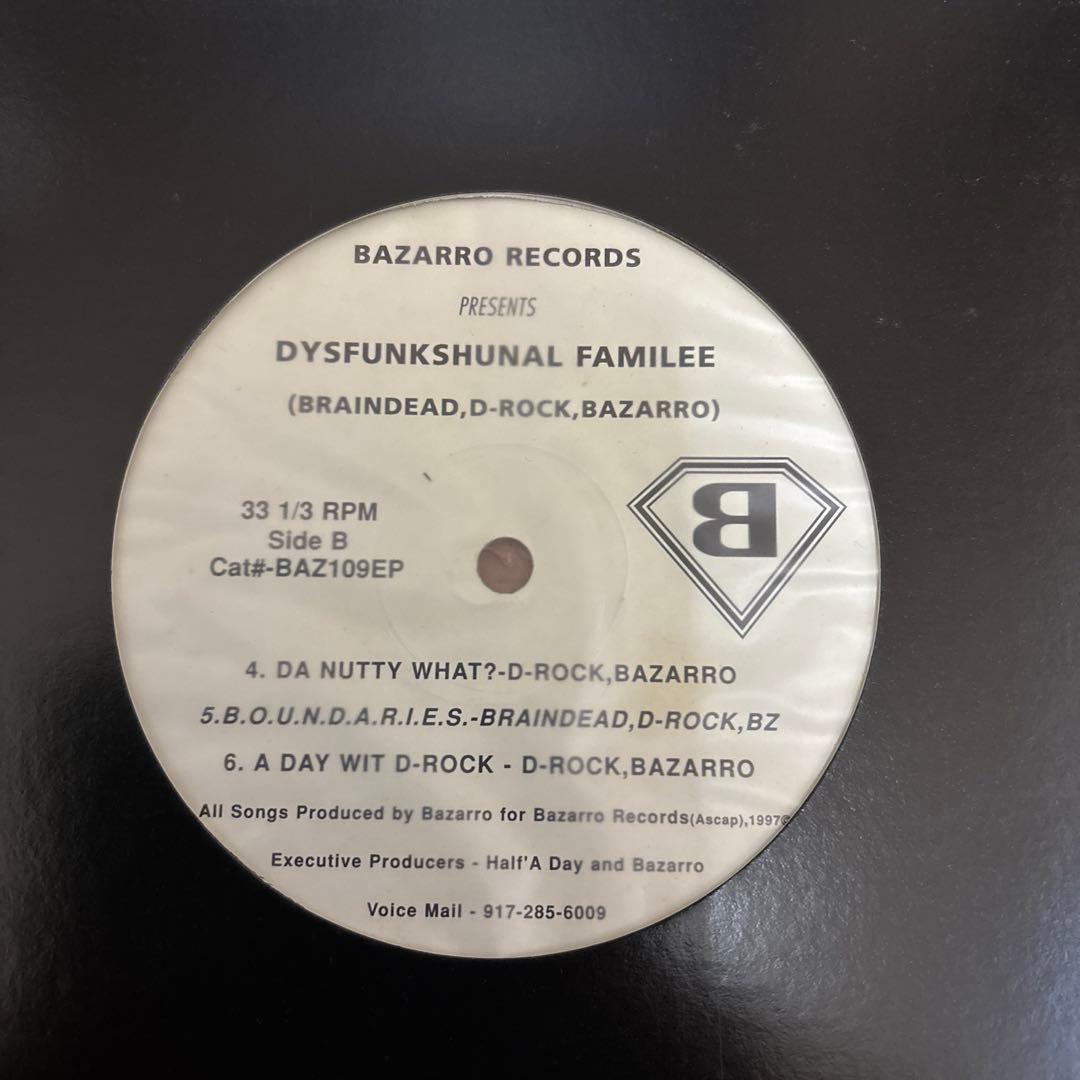 BAZARRO RECORDS
PRESENTS
DYSFUNKSHUNAL FAMILEE
(BRAINDEAD,D-ROCK,BAZARRO)
B
33 1/3 RPM
Side B
Cat#-BAZ109EP
4. DA NUTTY WHAT?-D-ROCK,BAZARRO
5.B.O.U.N.D.A.R.I.E.S.-BRAINDEAD,D-ROCK,BZ
6. A DAY WIT D-ROCK - D-ROCK,BAZARRO
All Songs Produced by Bazarro for Bazarro Records(Ascap),1997©
Executive Producers - Half'A Day and Bazarro
Voice Mail - 917-285-6009